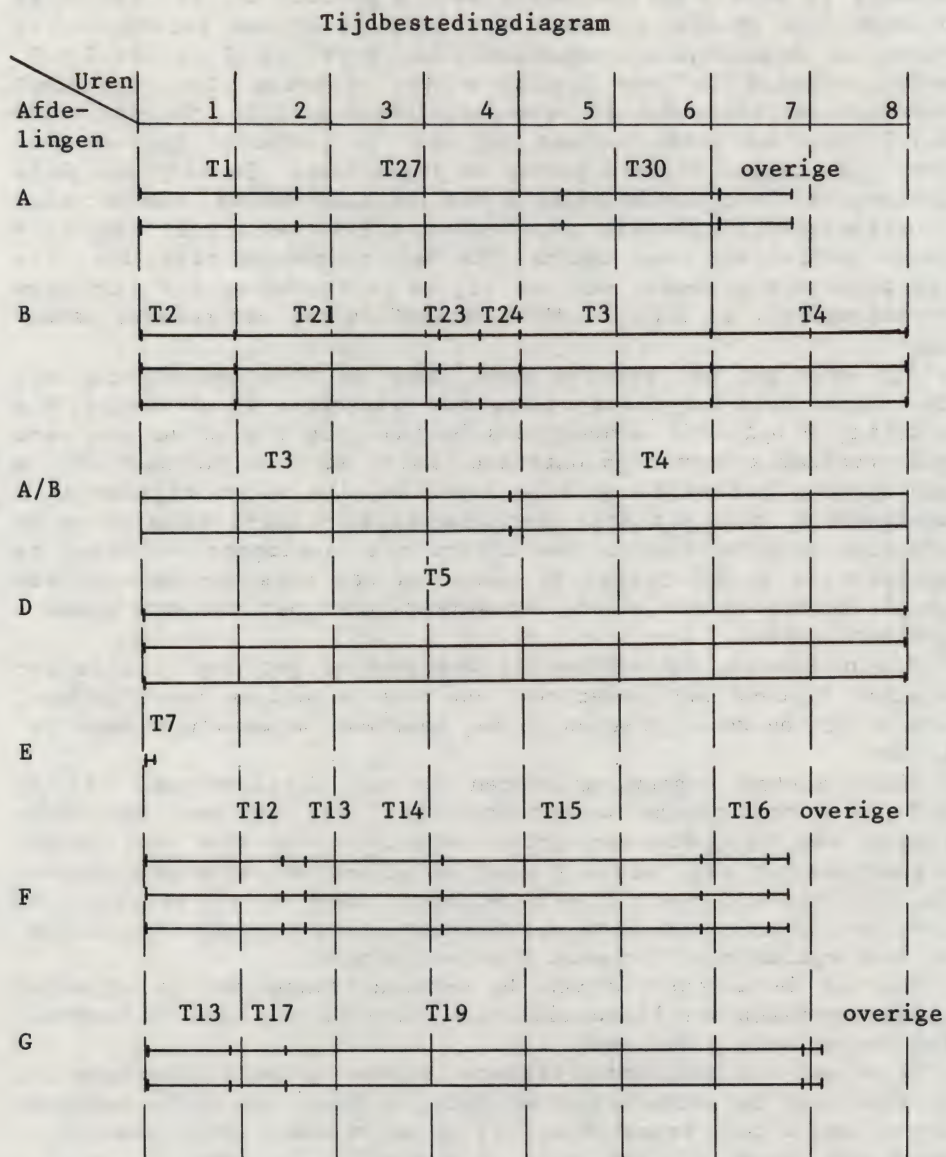 Tijdbestedingdiagram
Uren
Afde-
lingen
1 2 3 4 5 6 7 8
T1 T27 T30 overige
A
B T2 T21 T23 T24 T3 T4
T3 T4
A/B
T5
D
T7
E
T12 T13 T14 T15 T16 overige
F
T13 T17 T19 overige
G